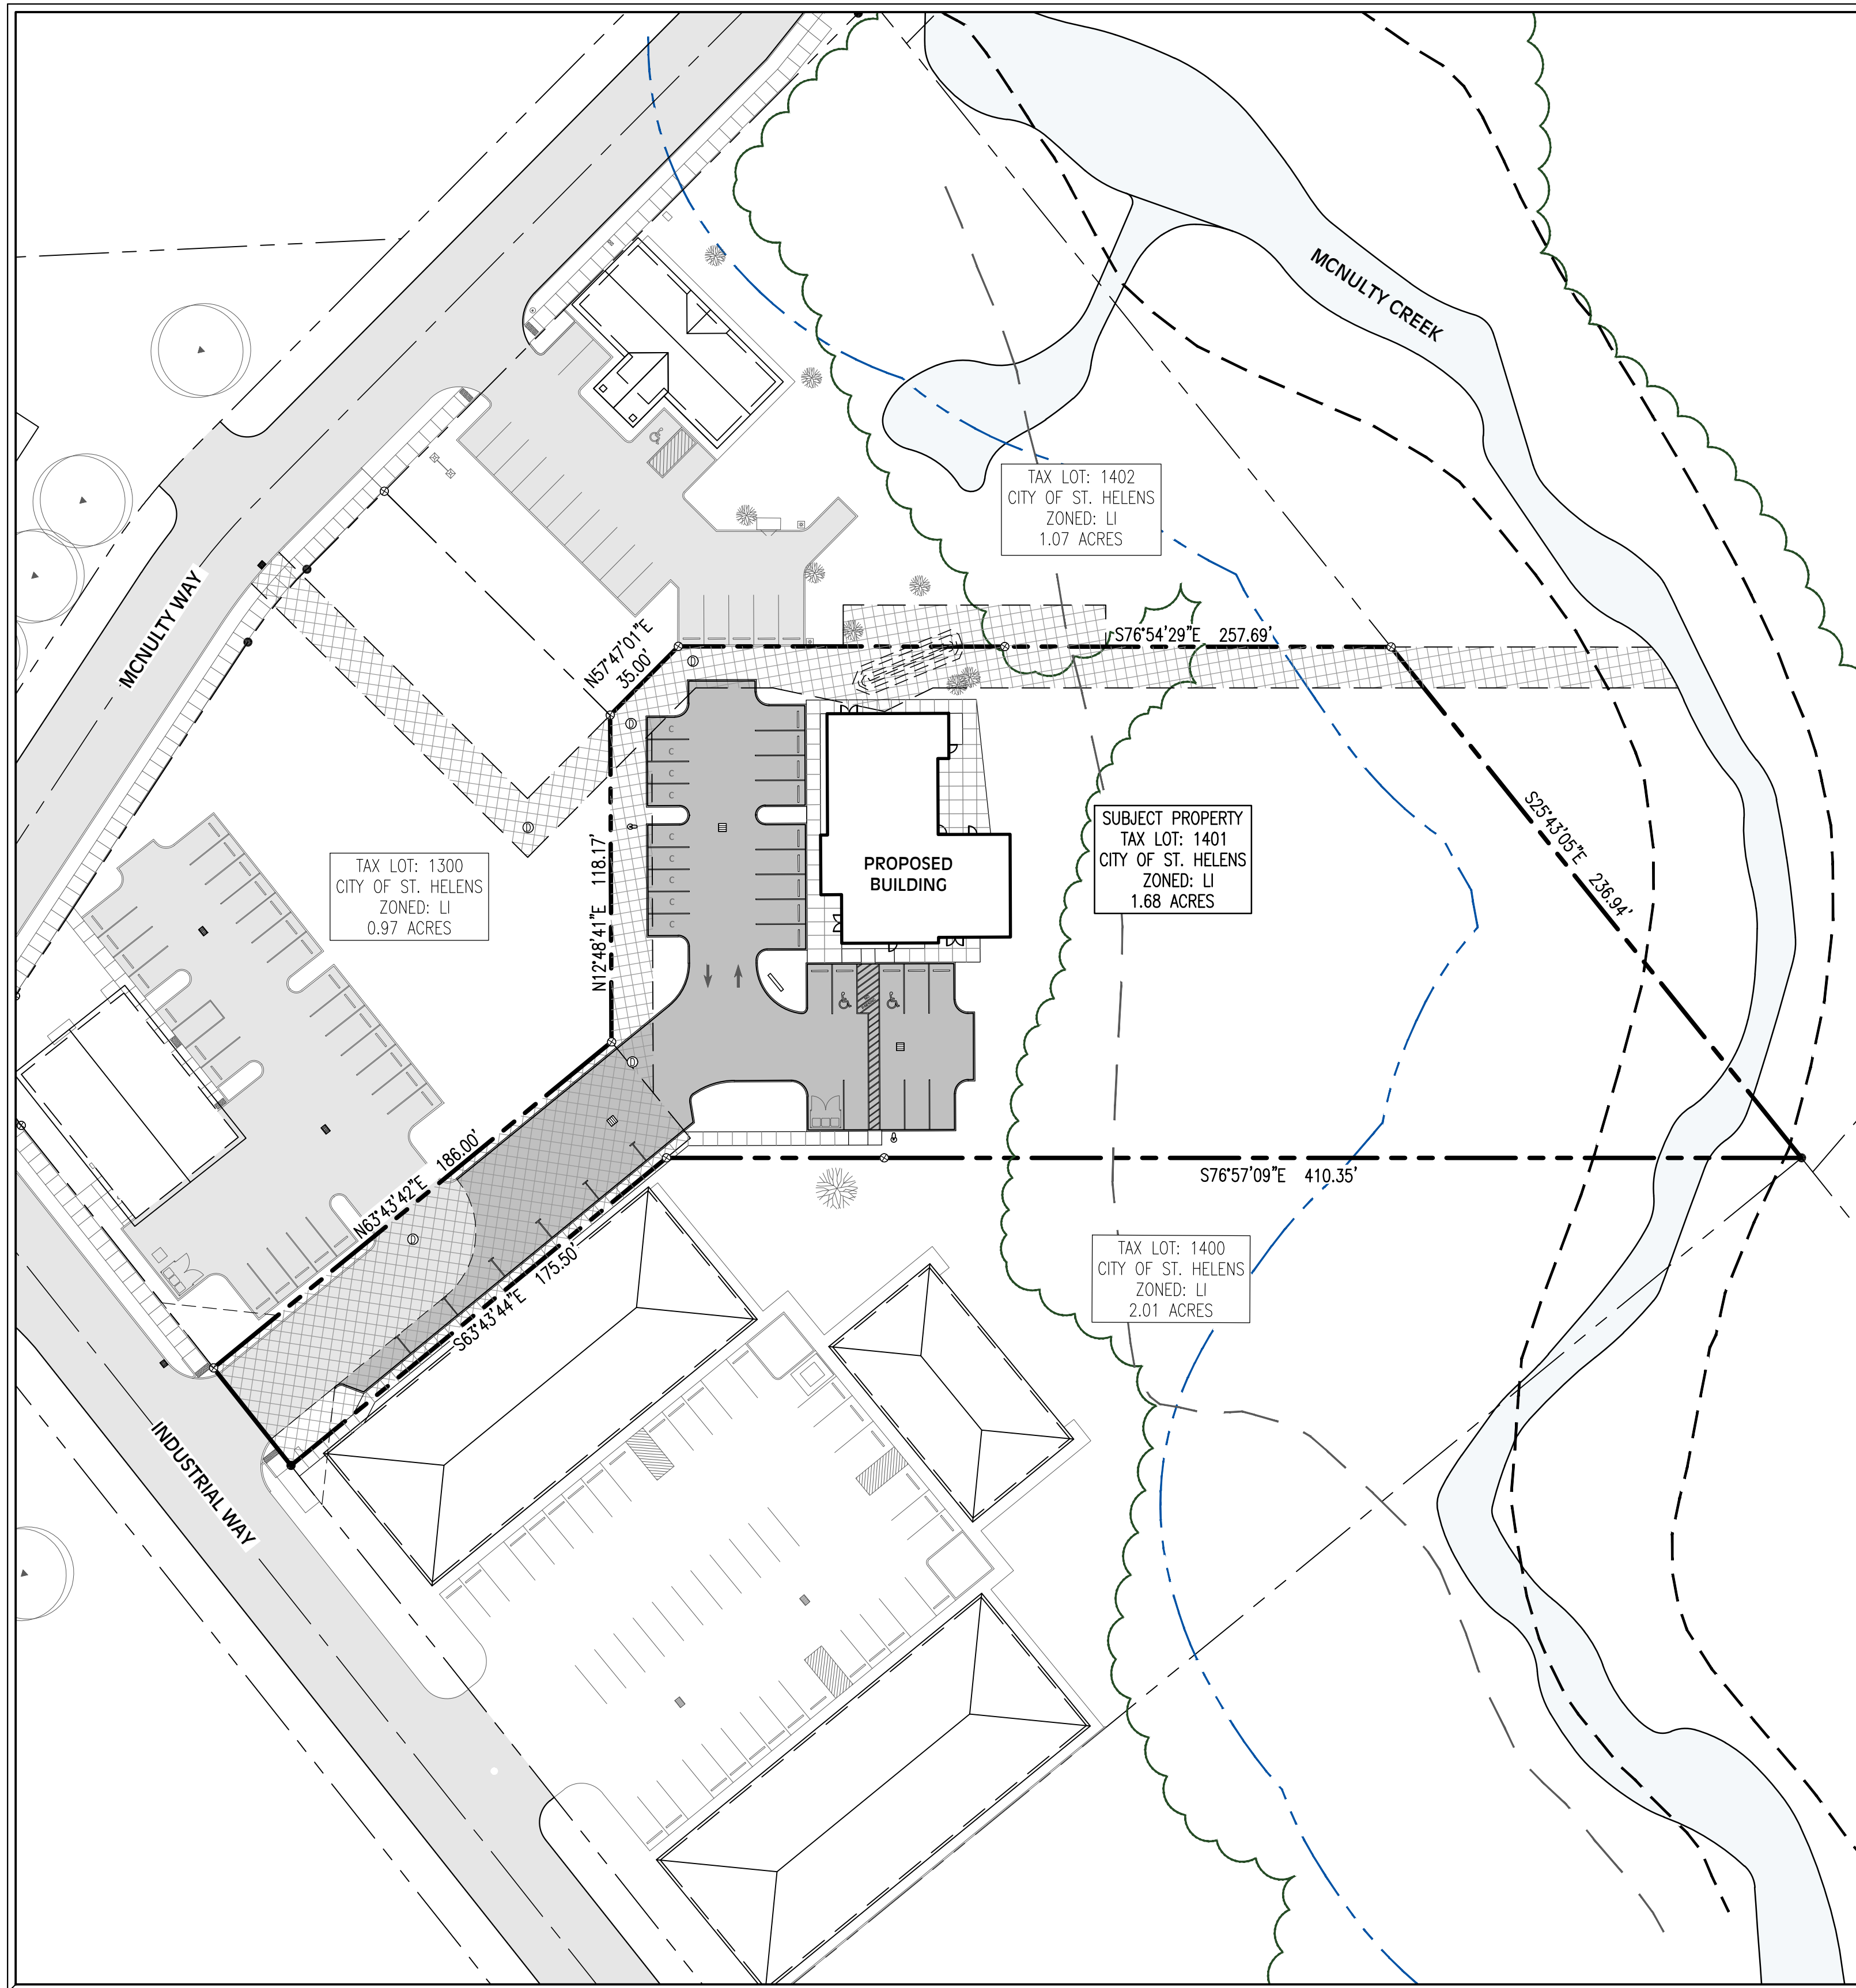 MCNULTY CREEK
TAX LOT: 1402
CITY OF ST. HELENS
ZONED: LI
1.07 ACRES
MCNULTY WAY
N57°47'01"E
35.00'
S76°54'29"E 257.69'
C
C
C
C
C
C
C
C
C
N12°48'41"E 118.17'
PROPOSED
BUILDING
SUBJECT PROPERTY
TAX LOT: 1401
CITY OF ST. HELENS
ZONED: LI
1.68 ACRES
S25°43'05"E 236.94'
TAX LOT: 1300
CITY OF ST. HELENS
ZONED: LI
0.97 ACRES
N63°43'42"E 186.00'
S76°57'09"E 410.35'
S63°43'44"E 175.50'
TAX LOT: 1400
CITY OF ST. HELENS
ZONED: LI
2.01 ACRES
INDUSTRIAL WAY